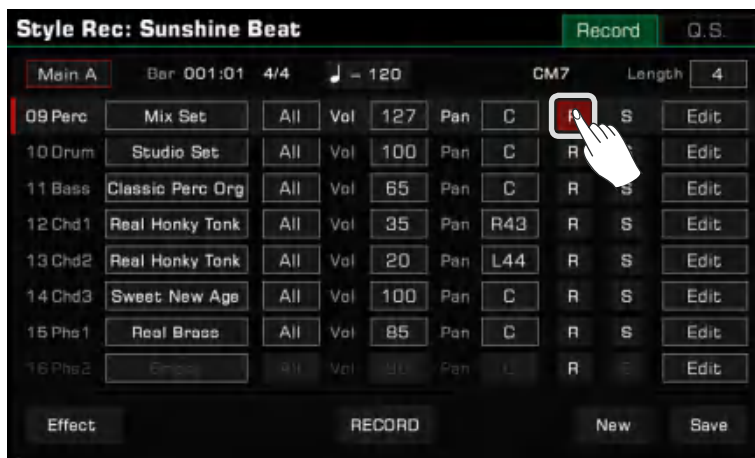 Style Rec: Sunshine Beat Record Q.S.
Main A Bar 001:01 4/4 ♩ = 120 CM7 Length 4
09 Perc Mix Set All Vol 127 Pan C S Edit
10 Drum Studio Set All Vol 100 Pan C R S Edit
11 Bass Classic Perc Org All Vol 65 Pan C R S Edit
12 Chd1 Real Honky Tonk All Vol 35 Pan R43 R S Edit
13 Chd2 Real Honky Tonk All Vol 20 Pan L44 R S Edit
14 Chd3 Sweet New Age All Vol 100 Pan C R S Edit
15 Phs1 Real Brass All Vol 85 Pan C R S Edit
16 Phs2 All Vol Pan R Edit
Effect RECORD New Save